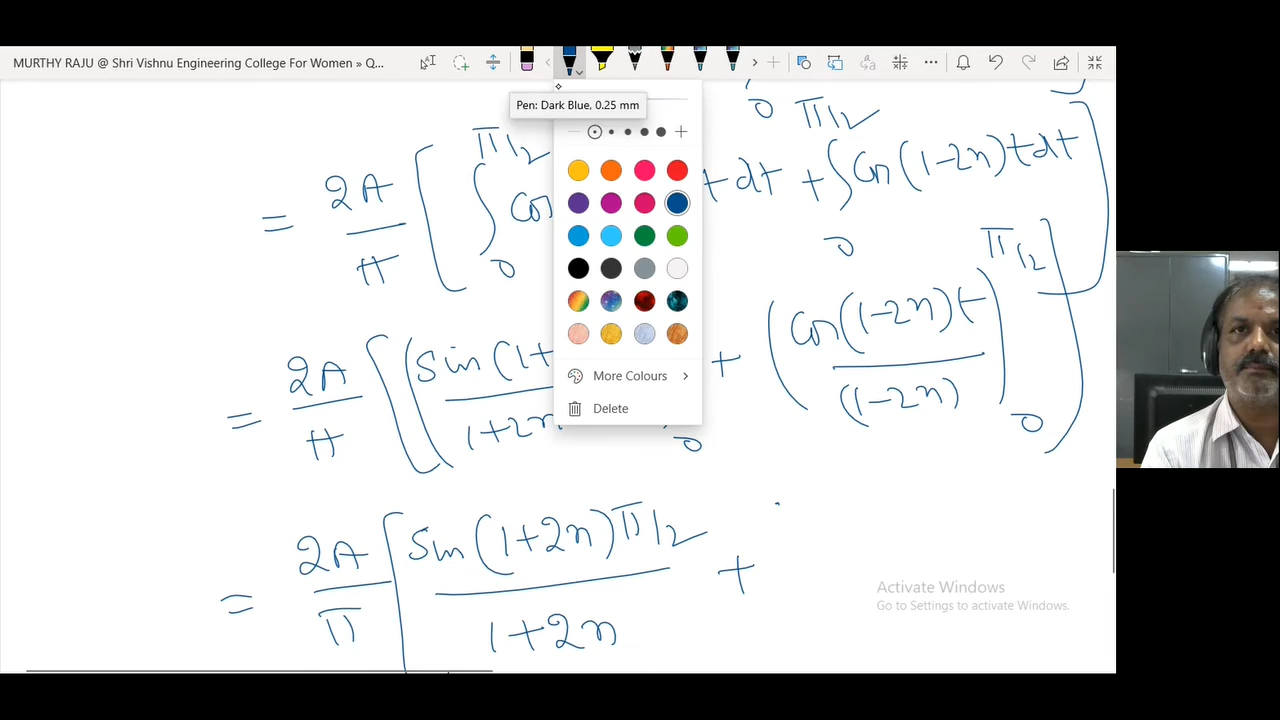 MURTHY RAJU @ Shri Vishnu Engineering College For Women » Q...
Pen: Dark Blue, 0.25 mm
More Colours
Delete
0
= 2A/π [ ∫ 0 π/2 cos t dt + ∫ 0 π/2 cos(1-2n)t dt ]
= 2A/π [ ( sin(1+ / 1+2n 0 + ( cos(1-2n)t / (1-2n) ) 0 π/2 ]
= 2A/π [ sin(1+2n)π/2 / 1+2n +
Activate Windows
Go to Settings to activate Windows.